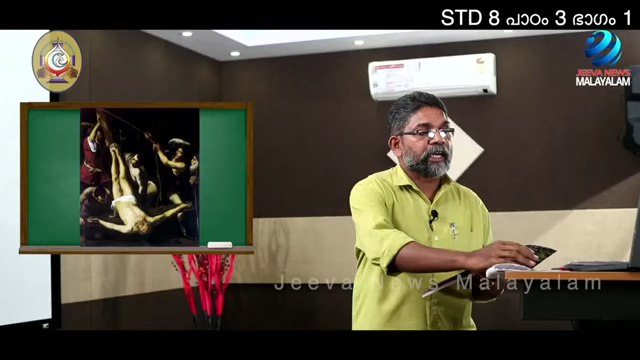 STD 8 പാഠം 3 ഭാഗം 1
JEEVA NEWS
MALAYALAM
Jeeva News Malayalam